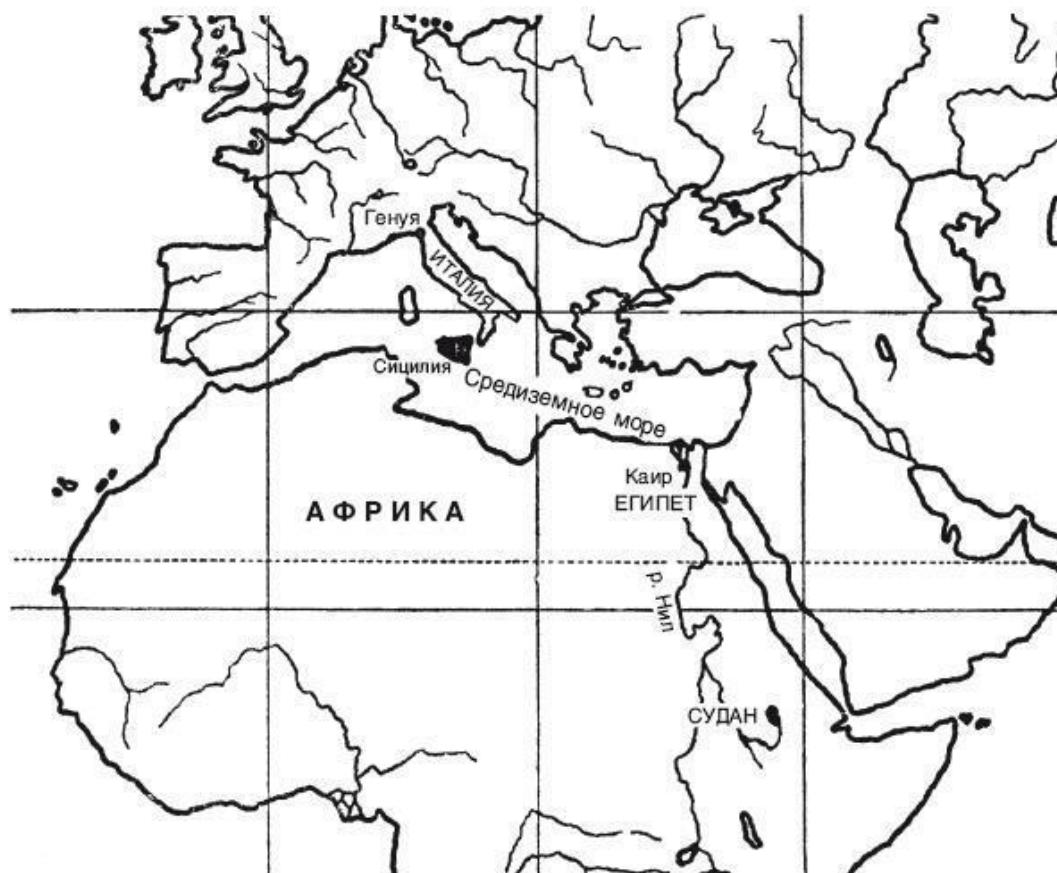 Генуя
ИТАЛИЯ
Сицилия
Средиземное море
Каир
ЕГИПЕТ
АФРИКА
р. Нил
СУДАН